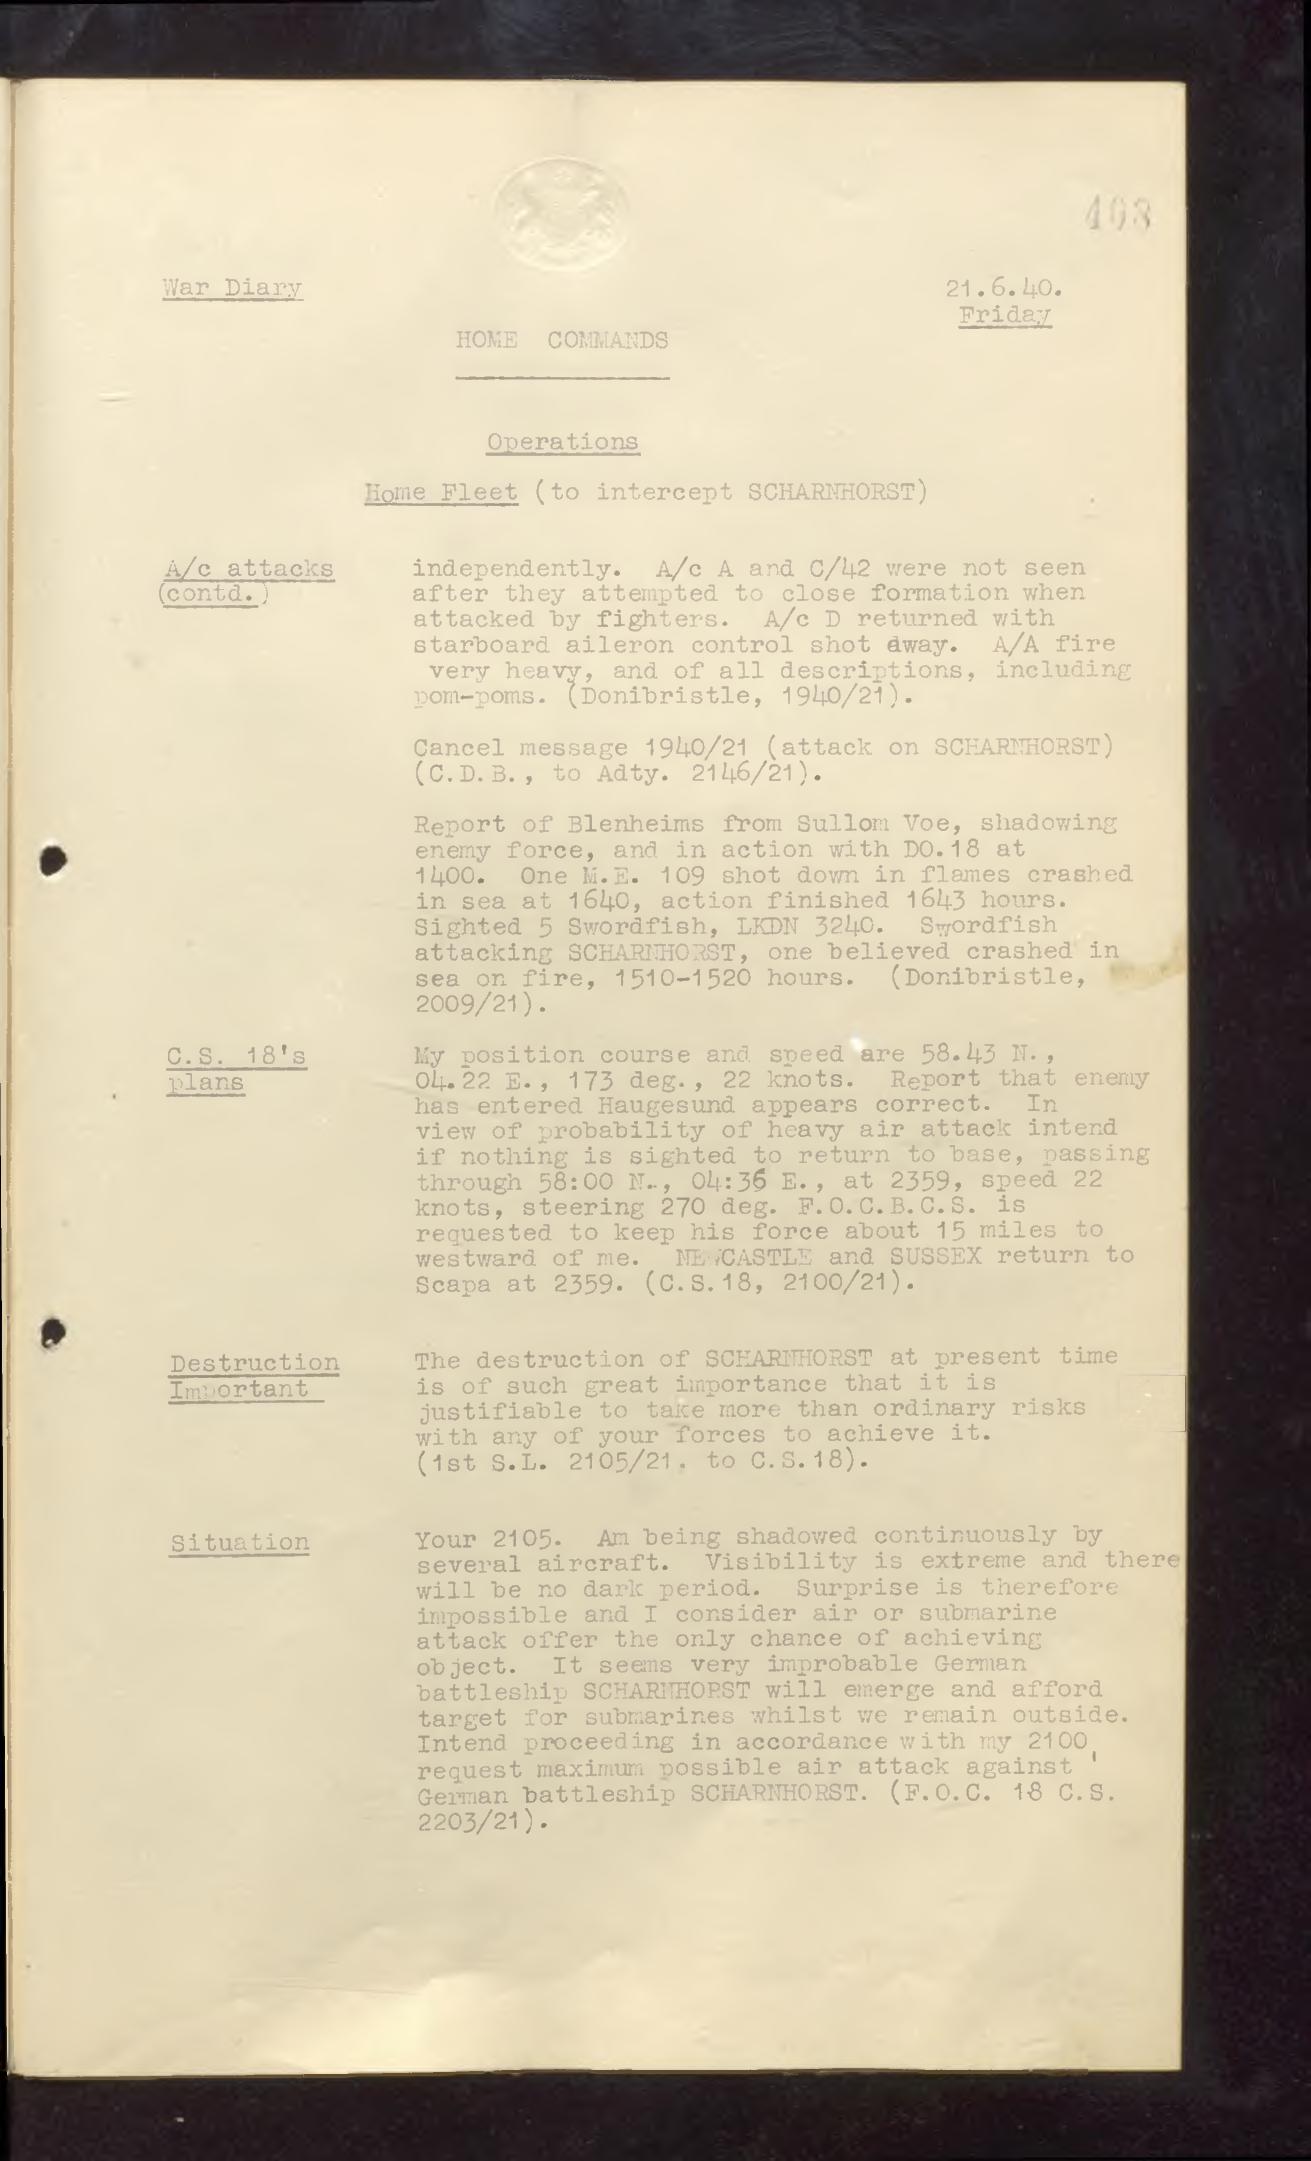 408
War Diary
21.6.40.
Friday
HOME COMMANDS
Operations
Home Fleet (to intercept SCHARNHORST)
A/c attacks
(contd.)
independently. A/c A and C/42 were not seen
after they attempted to close formation when
attacked by fighters. A/c D returned with
starboard aileron control shot away. A/A fire
very heavy, and of all descriptions, including
pom-poms. (Donibristle, 1940/21).
Cancel message 1940/21 (attack on SCHARNHORST)
(C.D.B., to Adty. 2146/21).
Report of Blenheims from Sullom Voe, shadowing
enemy force, and in action with DO.18 at
1400. One M.E. 109 shot down in flames crashed
in sea at 1640, action finished 1643 hours.
Sighted 5 Swordfish, LKDN 3240. Swordfish
attacking SCHARNHORST, one believed crashed in
sea on fire, 1510-1520 hours. (Donibristle,
2009/21).
C.S. 18's
plans
My position course and speed are 58.43 N.,
04.22 E., 173 deg., 22 knots. Report that enemy
has entered Haugesund appears correct. In
view of probability of heavy air attack intend
if nothing is sighted to return to base, passing
through 58:00 N., 04:36 E., at 2359, speed 22
knots, steering 270 deg. F.O.C.B.C.S. is
requested to keep his force about 15 miles to
westward of me. NEWCASTLE and SUSSEX return to
Scapa at 2359. (C.S.18, 2100/21).
Destruction
Important
The destruction of SCHARNHORST at present time
is of such great importance that it is
justifiable to take more than ordinary risks
with any of your forces to achieve it.
(1st S.L. 2105/21. to C.S.18).
Situation
Your 2105. Am being shadowed continuously by
several aircraft. Visibility is extreme and there
will be no dark period. Surprise is therefore
impossible and I consider air or submarine
attack offer the only chance of achieving
object. It seems very improbable German
battleship SCHARNHORST will emerge and afford
target for submarines whilst we remain outside.
Intend proceeding in accordance with my 2100,
request maximum possible air attack against
German battleship SCHARNHORST. (F.O.C. 18 C.S.
2203/21).